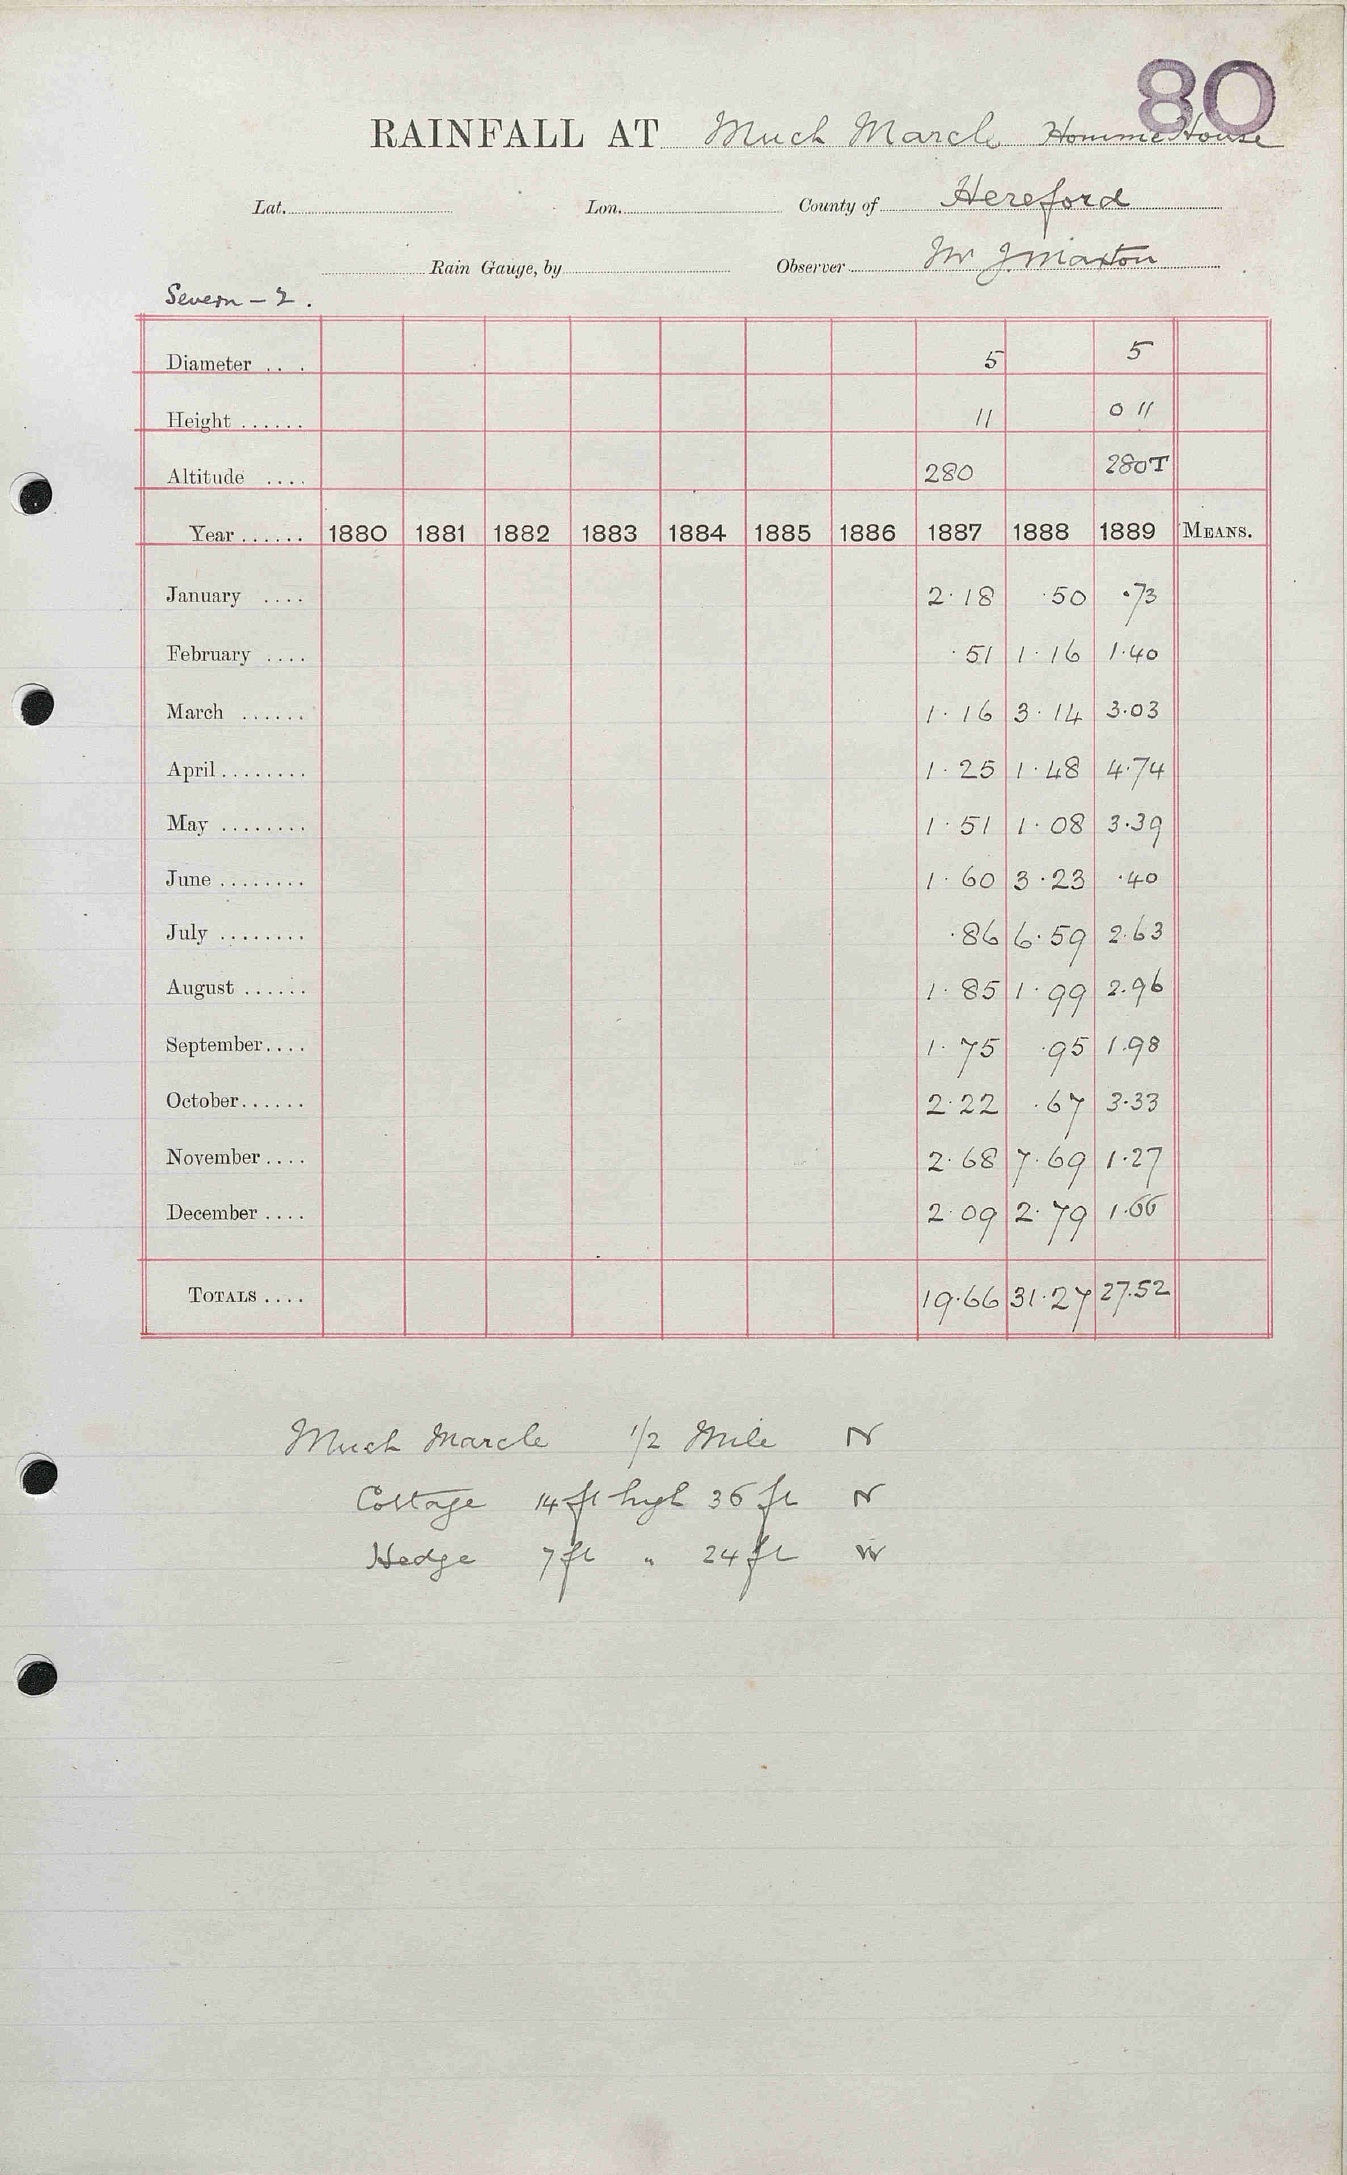 80
RAINFALL AT Much Marcle Homme House
Lat. Lon. County of Hereford
Rain Gauge, by Observer Mr J. Maxton
Severn - 2.
Diameter .... 5 5
Height ...... 11 0 11
Altitude .... 280 280T
Year ...... 1880 1881 1882 1883 1884 1885 1886 1887 1888 1889 MEANS.
January .... 2.18 .50 .73
February .... .51 1.16 1.40
March ...... 1.16 3.14 3.03
April ........ 1.25 1.48 4.74
May ........ 1.51 1.08 3.39
June ........ 1.60 3.23 .40
July ........ .86 6.59 2.63
August ...... 1.85 1.99 2.96
September .... 1.75 .95 1.98
October ...... 2.22 .67 3.33
November .... 2.68 7.69 1.27
December .... 2.09 2.79 1.66
TOTALS .... 19.66 31.27 27.52
Much Marcle 1/2 Mile N
Cottage 14 ft high 36 ft N
Hedge 7 ft " 24 ft W